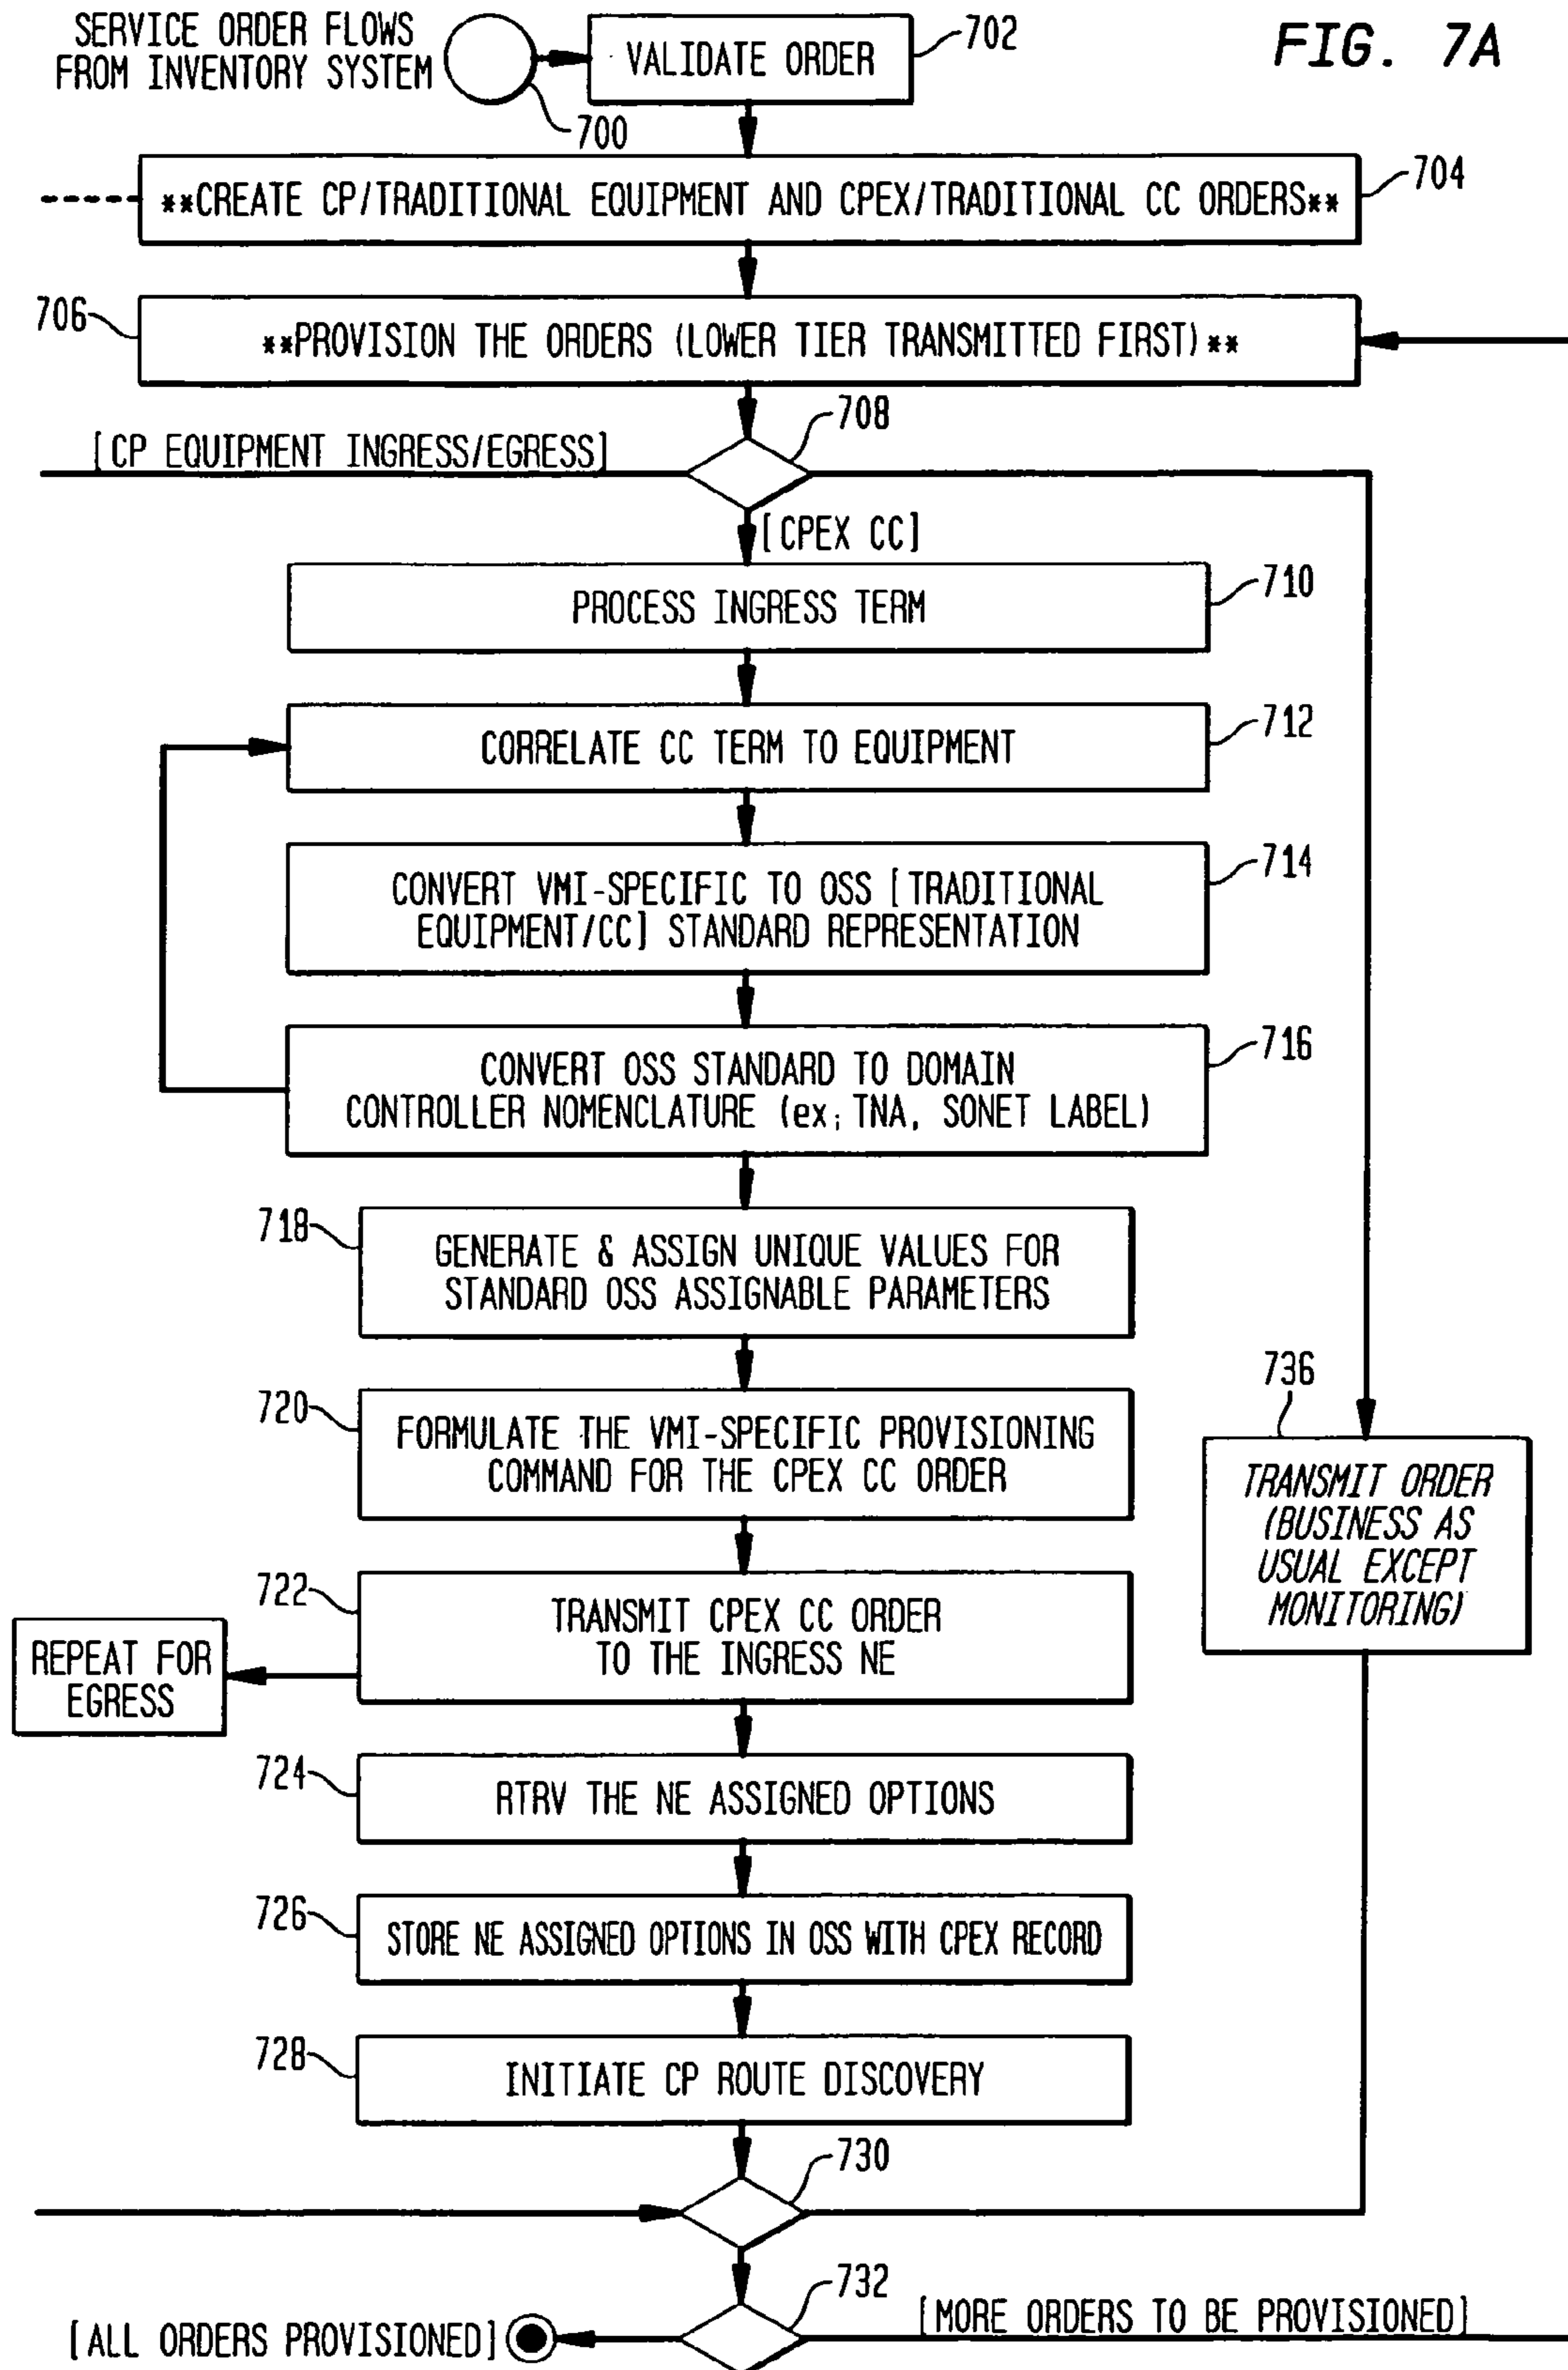 FIG. 7A
SERVICE ORDER FLOWS
FROM INVENTORY SYSTEM
700
VALIDATE ORDER
702
**CREATE CP/TRADITIONAL EQUIPMENT AND CPEX/TRADITIONAL CC ORDERS**
704
706
**PROVISION THE ORDERS (LOWER TIER TRANSMITTED FIRST)**
708
[CP EQUIPMENT INGRESS/EGRESS]
[CPEX CC]
PROCESS INGRESS TERM
710
CORRELATE CC TERM TO EQUIPMENT
712
CONVERT VMI-SPECIFIC TO OSS [TRADITIONAL
EQUIPMENT/CC] STANDARD REPRESENTATION
714
CONVERT OSS STANDARD TO DOMAIN
CONTROLLER NOMENCLATURE (ex; TNA, SONET LABEL)
716
718
GENERATE & ASSIGN UNIQUE VALUES FOR
STANDARD OSS ASSIGNABLE PARAMETERS
720
FORMULATE THE VMI-SPECIFIC PROVISIONING
COMMAND FOR THE CPEX CC ORDER
736
TRANSMIT ORDER
(BUSINESS AS
USUAL EXCEPT
MONITORING)
722
TRANSMIT CPEX CC ORDER
TO THE INGRESS NE
REPEAT FOR
EGRESS
724
RTRV THE NE ASSIGNED OPTIONS
726
STORE NE ASSIGNED OPTIONS IN OSS WITH CPEX RECORD
728
INITIATE CP ROUTE DISCOVERY
730
732
[ALL ORDERS PROVISIONED]
[MORE ORDERS TO BE PROVISIONED]